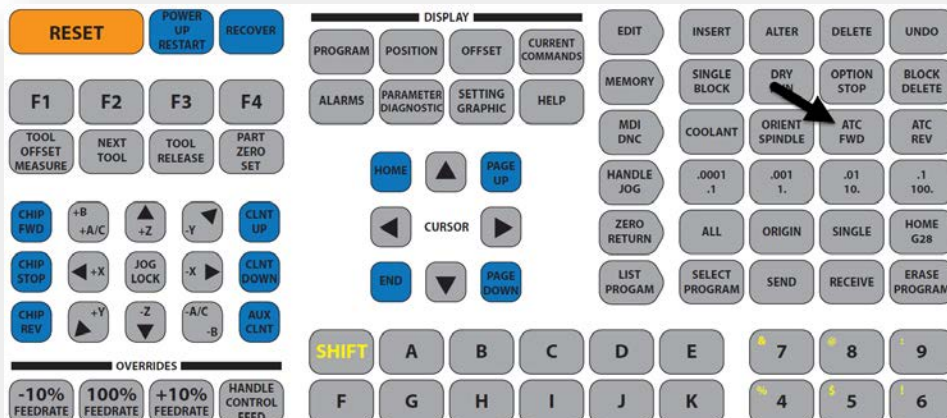 RESET
POWER
UP
RESTART
RECOVER
F1
F2
F3
F4
TOOL
OFFSET
MEASURE
NEXT
TOOL
TOOL
RELEASE
PART
ZERO
SET
CHIP
FWD
+B
+A/C
+Z
-Y
CLNT
UP
CHIP
STOP
+X
JOG
LOCK
-X
CLNT
DOWN
CHIP
REV
+Y
-Z
-A/C
-B
AUX
CLNT
OVERRIDES
-10%
FEEDRATE
100%
FEEDRATE
+10%
FEEDRATE
HANDLE
CONTROL
FEED
DISPLAY
PROGRAM
POSITION
OFFSET
CURRENT
COMMANDS
ALARMS
PARAMETER
DIAGNOSTIC
SETTING
GRAPHIC
HELP
HOME
PAGE
UP
CURSOR
END
PAGE
DOWN
EDIT
INSERT
ALTER
DELETE
UNDO
MEMORY
SINGLE
BLOCK
DRY
OPTION
STOP
BLOCK
DELETE
MDI
DNC
COOLANT
ORIENT
SPINDLE
ATC
FWD
ATC
REV
HANDLE
JOG
.0001
.1
.001
1.
.01
10.
.1
100.
ZERO
RETURN
ALL
ORIGIN
SINGLE
HOME
G28
LIST
PROGAM
SELECT
PROGRAM
SEND
RECEIVE
ERASE
PROGRAM
SHIFT
A
B
C
D
E
& 7
@ 8
9
F
G
H
I
J
K
% 4
$ 5
! 6